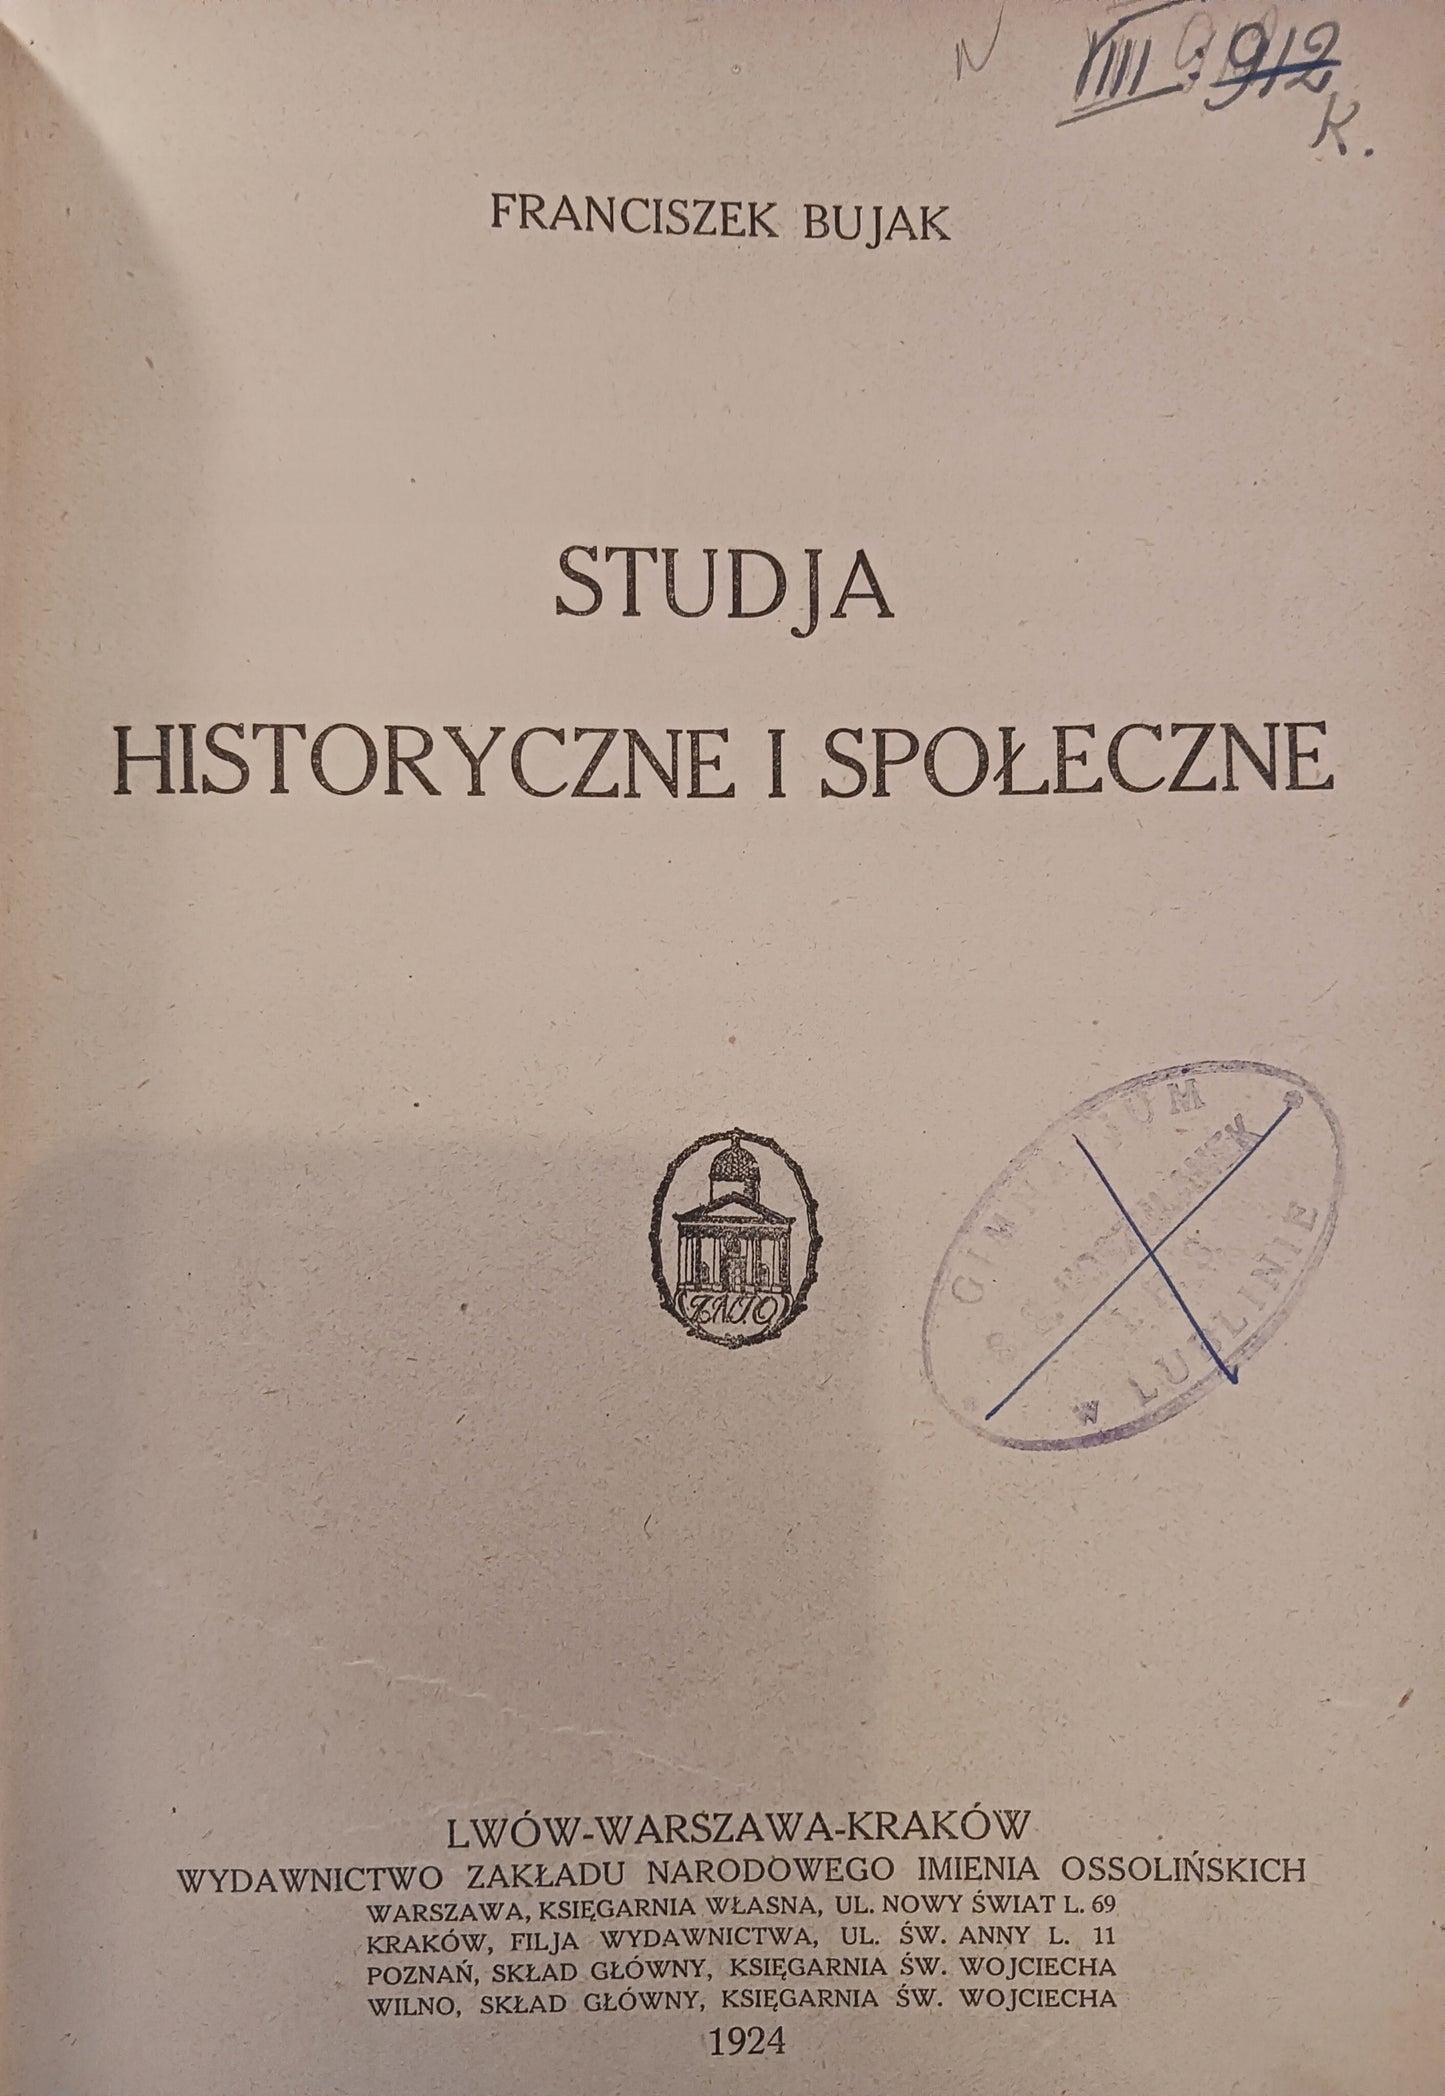 N VIII : 912
K.
FRANCISZEK BUJAK
STUDJA
HISTORYCZNE I SPOŁECZNE
Z.N.I.O.
GIMNAZJUM
W LUBLINIE
LWÓW-WARSZAWA-KRAKÓW
WYDAWNICTWO ZAKŁADU NARODOWEGO IMIENIA OSSOLIŃSKICH
WARSZAWA, KSIĘGARNIA WŁASNA, UL. NOWY ŚWIAT L. 69
KRAKÓW, FILJA WYDAWNICTWA, UL. ŚW. ANNY L. 11
POZNAŃ, SKŁAD GŁÓWNY, KSIĘGARNIA ŚW. WOJCIECHA
WILNO, SKŁAD GŁÓWNY, KSIĘGARNIA ŚW. WOJCIECHA
1924